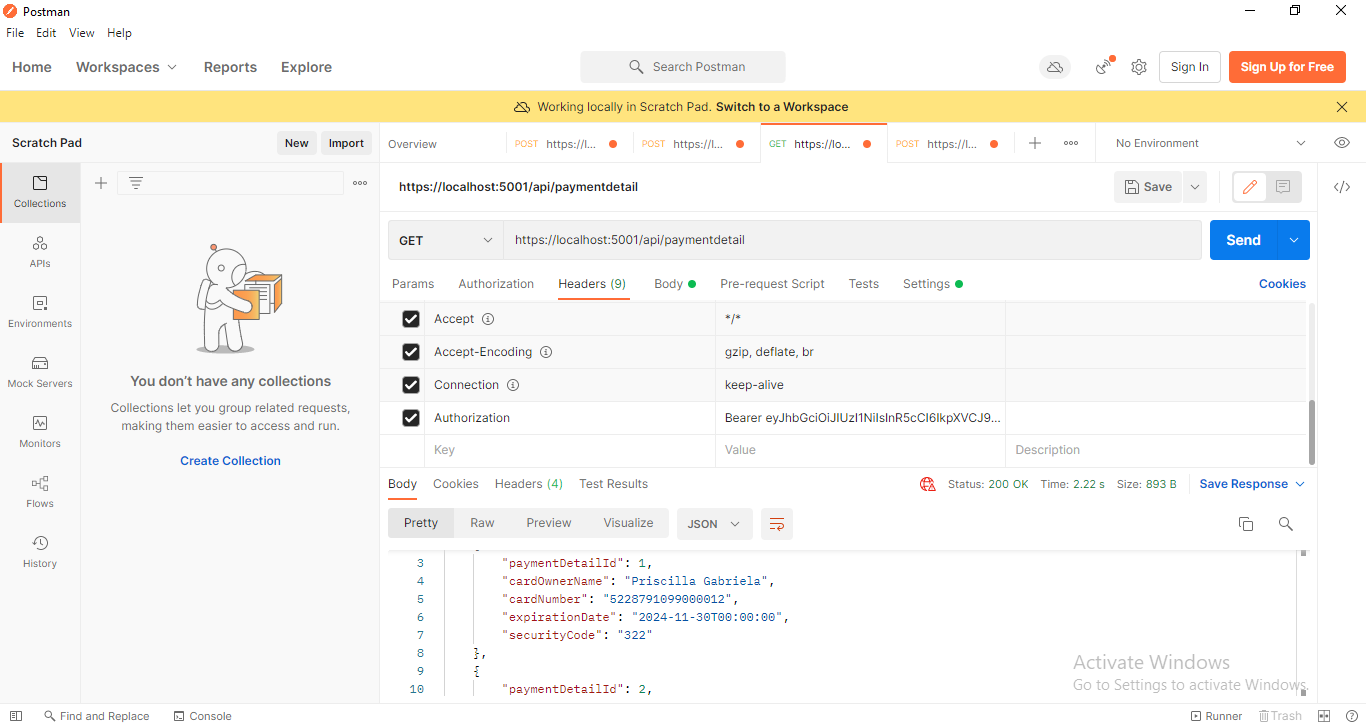 Postman
File Edit View Help
Home Workspaces Reports Explore
Search Postman
Sign In
Sign Up for Free
Working locally in Scratch Pad. Switch to a Workspace
Scratch Pad
New
Import
Overview
POST https://l...
POST https://l...
GET https://lo...
POST https://l...
No Environment
Collections
APIs
Environments
Mock Servers
Monitors
Flows
History
You don't have any collections
Collections let you group related requests,
making them easier to access and run.
Create Collection
https://localhost:5001/api/paymentdetail
Save
GET
https://localhost:5001/api/paymentdetail
Send
Params Authorization Headers (9) Body Pre-request Script Tests Settings
Cookies
Accept */*
Accept-Encoding gzip, deflate, br
Connection keep-alive
Authorization Bearer eyJhbGciOiJIUzI1NiIsInR5cCI6IkpXVCJ9...
Key Value Description
Body Cookies Headers (4) Test Results
Status: 200 OK Time: 2.22 s Size: 893 B
Save Response
Pretty Raw Preview Visualize
JSON
3 "paymentDetailId": 1,
4 "cardOwnerName": "Priscilla Gabriela",
5 "cardNumber": "5228791099000012",
6 "expirationDate": "2024-11-30T00:00:00",
7 "securityCode": "322"
8 },
9 {
10 "paymentDetailId": 2,
Activate Windows
Go to Settings to activate Windows.
Find and Replace
Console
Runner
Trash